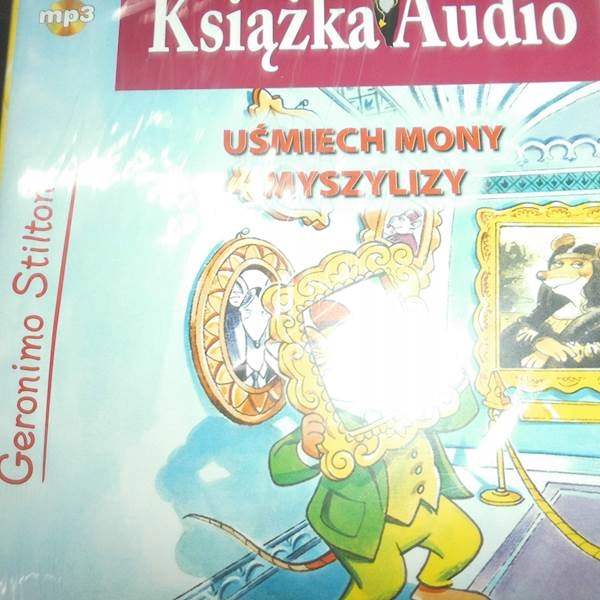 mp3
Książka Audio
UŚMIECH MONY
MYSZYLIZY
Geronimo Stilton